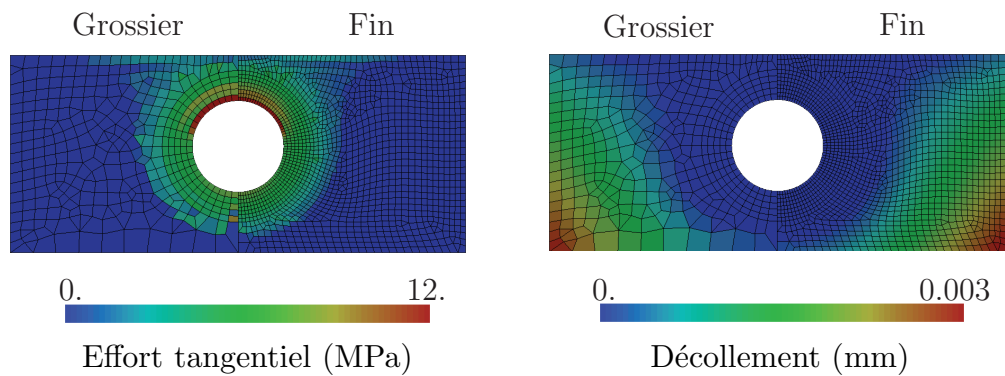 Grossier Fin
0. 12.
Effort tangentiel (MPa)
Grossier Fin
0. 0.003
Décollement (mm)